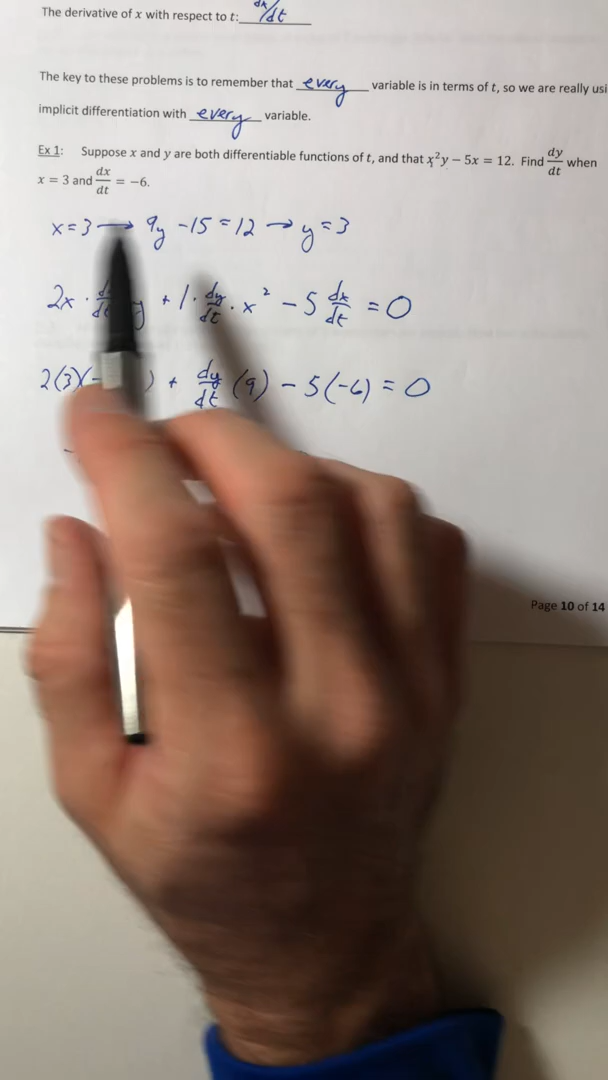 The derivative of x with respect to t: dx/dt
The key to these problems is to remember that every variable is in terms of t, so we are really usi
implicit differentiation with every variable.
Ex 1: Suppose x and y are both differentiable functions of t, and that x²y − 5x = 12. Find dy/dt when
x = 3 and dx/dt = −6.
x=3 → 9y -15 = 12 → y = 3
2x · y + 1 · dy/dt · x² − 5 dx/dt = 0
2(3)(- ) + dy/dt (9) − 5(-6) = 0
Page 10 of 14